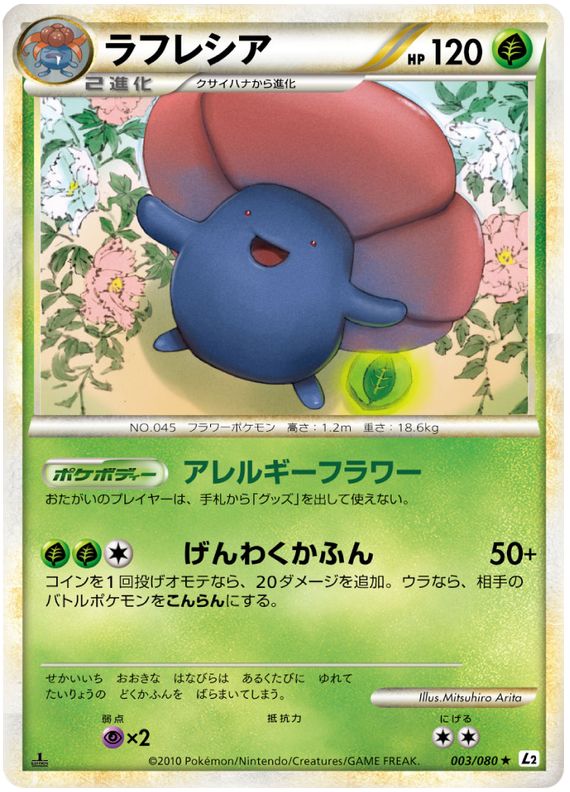 ラフレシア HP 120
2進化 クサイハナから進化
NO.045 フラワーポケモン 高さ:1.2m 重さ:18.6kg
ポケボディー アレルギーフラワー
おたがいのプレイヤーは、手札から「グッズ」を出して使えない。
げんわくかふん 50+
コインを1回投げオモテなら、20ダメージを追加。ウラなら、相手の
バトルポケモンをこんらんにする。
せかいいち おおきな はなびらは あるくたびに ゆれて
たいりょうの どくかふんを ばらまいてしまう。
Illus.Mitsuhiro Arita
弱点 抵抗力 にげる
×2
1 EDITION ©2010 Pokémon/Nintendo/Creatures/GAME FREAK. 003/080 ★ L2